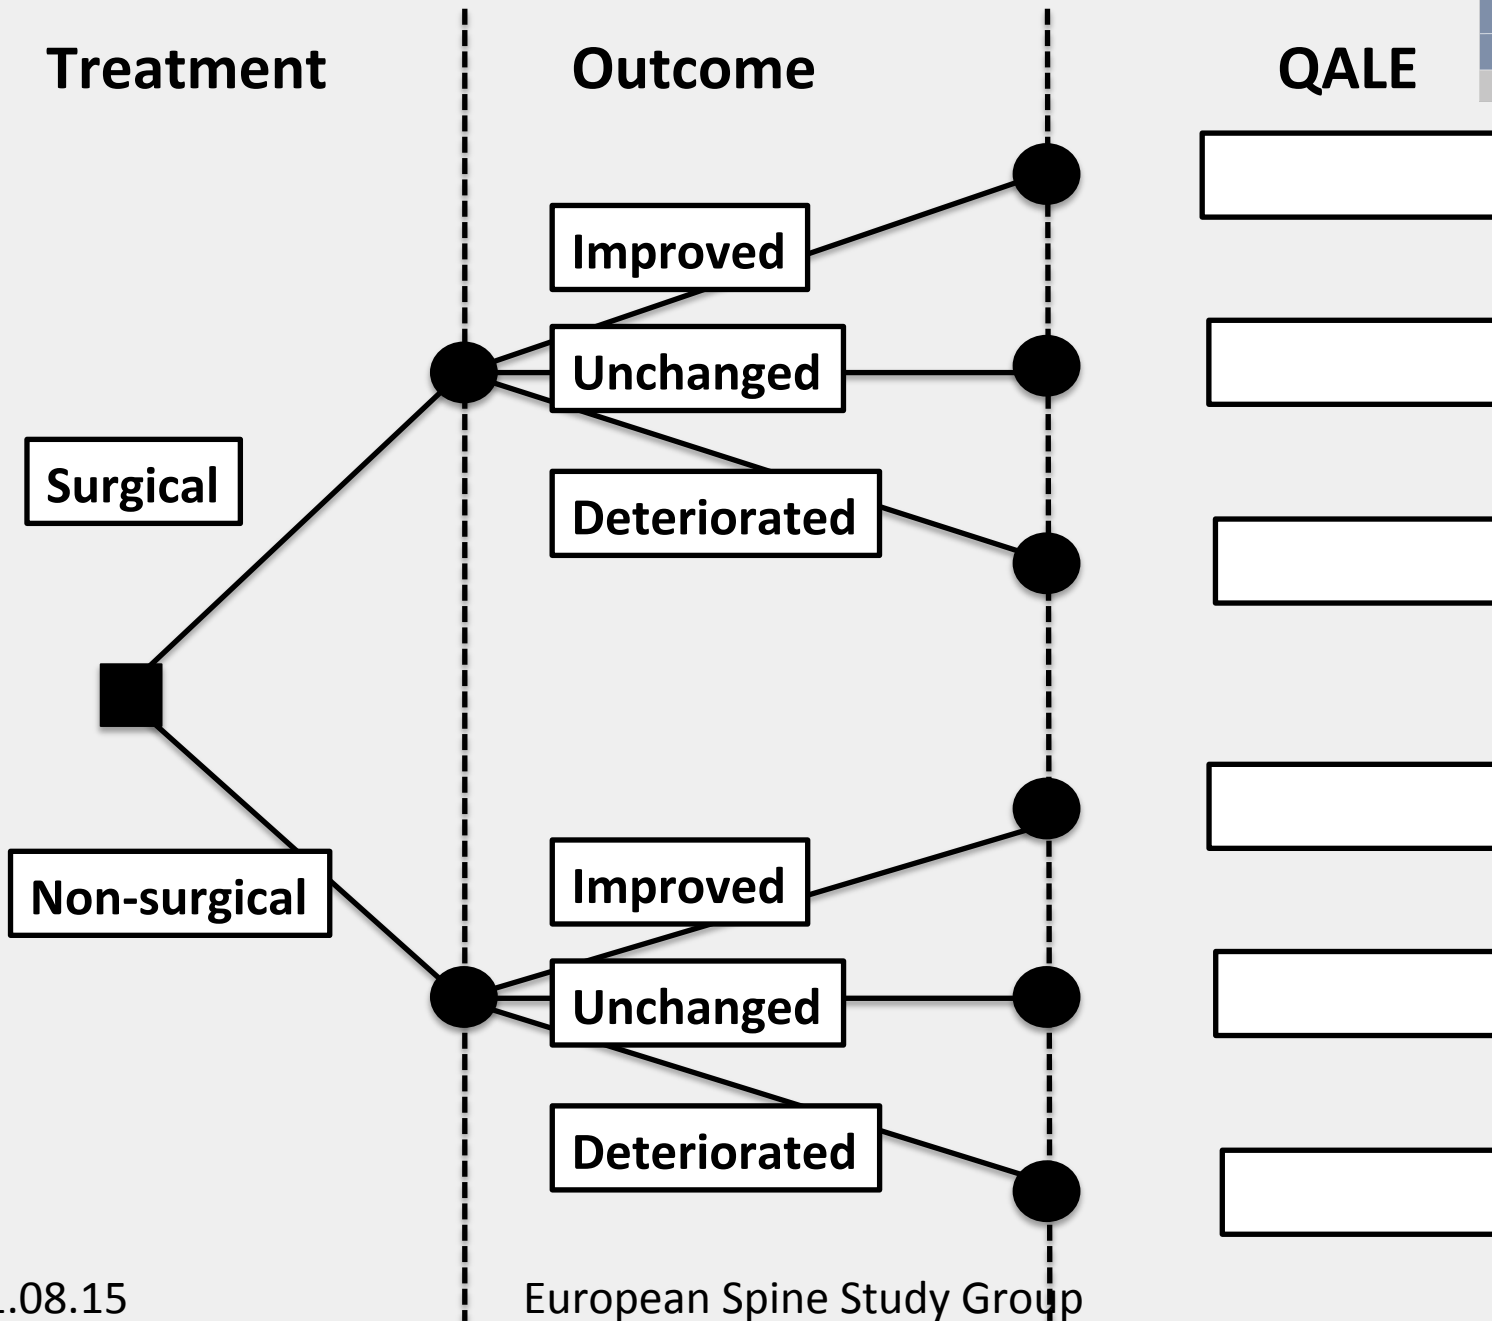 Treatment
Outcome
QALE
Improved
Unchanged
Surgical
Deteriorated
Improved
Non-surgical
Unchanged
Deteriorated
.08.15
European Spine Study Group